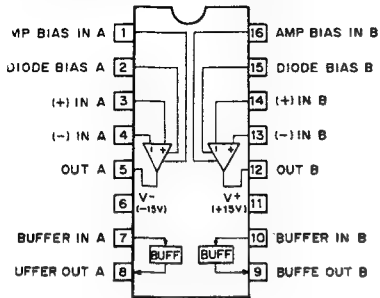 MP BIAS IN A 1 16 AMP BIAS IN B
DIODE BIAS A 2 15 DIODE BIAS B
(+) IN A 3 14 (+) IN B
(-) IN A 4 13 (-) IN B
- + + -
OUT A 5 12 OUT B
V- V+
(-15V) (+15V)
6 11
BUFFER IN A 7 10 BUFFER IN B
BUFF BUFF
UFFER OUT A 8 9 BUFFE OUT B